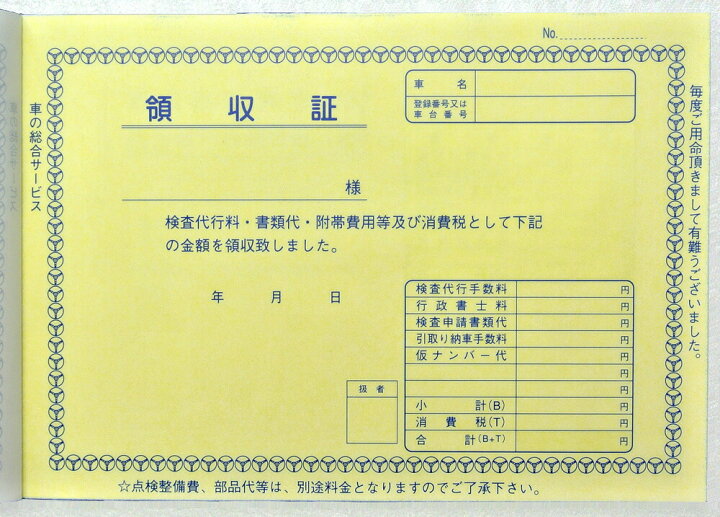 No.
領収証
車名
登録番号又は
車台番号
様
検査代行料・書類代・附帯費用等及び消費税として下記
の金額を領収致しました。
年 月 日
検査代行手数料 円
行政書士料 円
検査申請書類代 円
引取り納車手数料 円
仮ナンバー代 円
円
円
小計(B) 円
消費税(T) 円
合計(B+T) 円
扱者
毎度ご用命頂きまして有難うございました。
車の総合サービス
☆点検整備費、部品代等は、別途料金となりますのでご了承下さい。